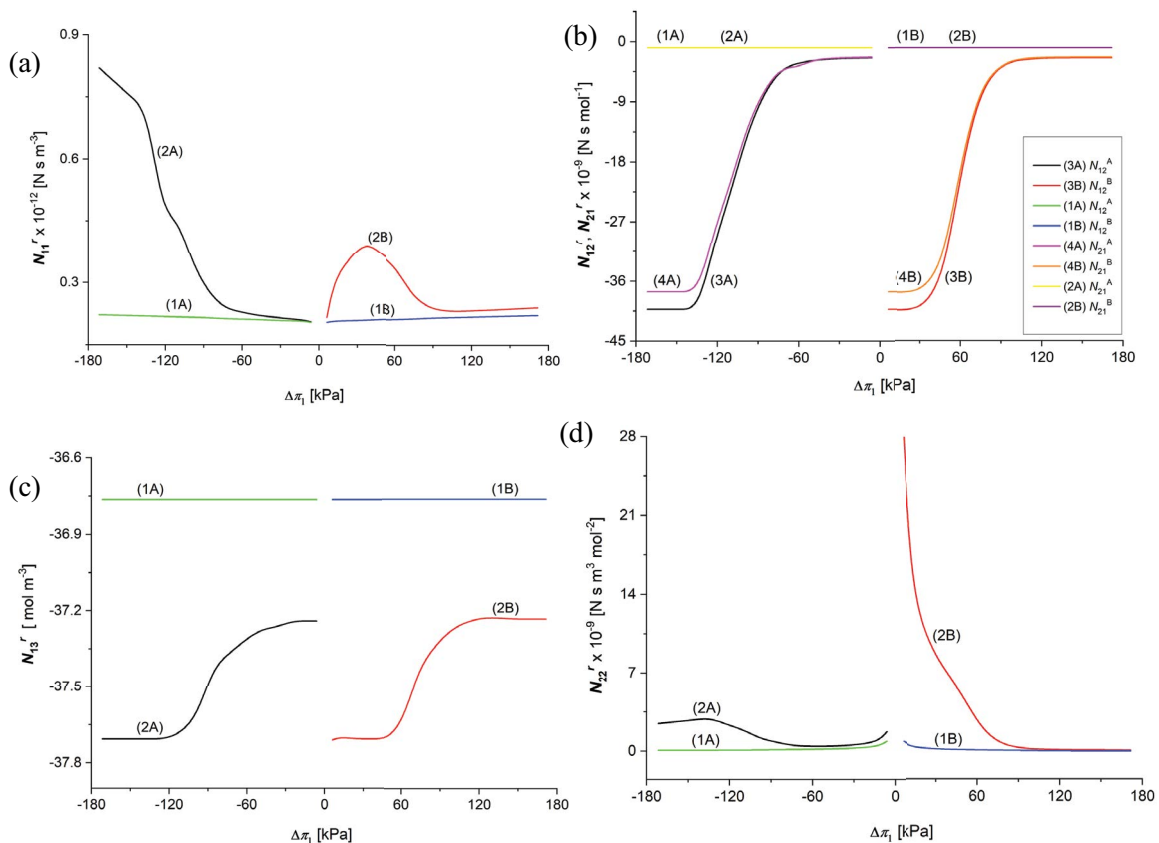 (a)
0.9
0.6
0.3
N₁₁ʳ x 10⁻¹² [N s m⁻³]
(2A)
(1A)
(2B)
(1B)
-180 -120 -60 0 60 120 180
Δπ₁ [kPa]
(b)
0
-9
-18
-27
-36
-45
N₁₂ʳ, N₂₁ʳ x 10⁻⁹ [N s mol⁻¹]
(1A) (2A) (1B) (2B)
(4A) (3A) (4B) (3B)
(3A) N₁₂ᴬ
(3B) N₁₂ᴮ
(1A) N₁₂ᴬ
(1B) N₁₂ᴮ
(4A) N₂₁ᴬ
(4B) N₂₁ᴮ
(2A) N₂₁ᴬ
(2B) N₂₁ᴮ
-180 -120 -60 0 60 120 180
Δπ₁ [kPa]
(c)
-36.6
-36.9
-37.2
-37.5
-37.8
N₁₃ʳ [ mol m⁻³]
(1A) (1B)
(2B)
(2A)
-180 -120 -60 0 60 120 180
Δπ₁ [kPa]
(d)
28
21
14
7
0
N₂₂ʳ x 10⁻⁹ [N s m³ mol⁻²]
(2B)
(2A)
(1A) (1B)
-180 -120 -60 0 60 120 180
Δπ₁ [kPa]